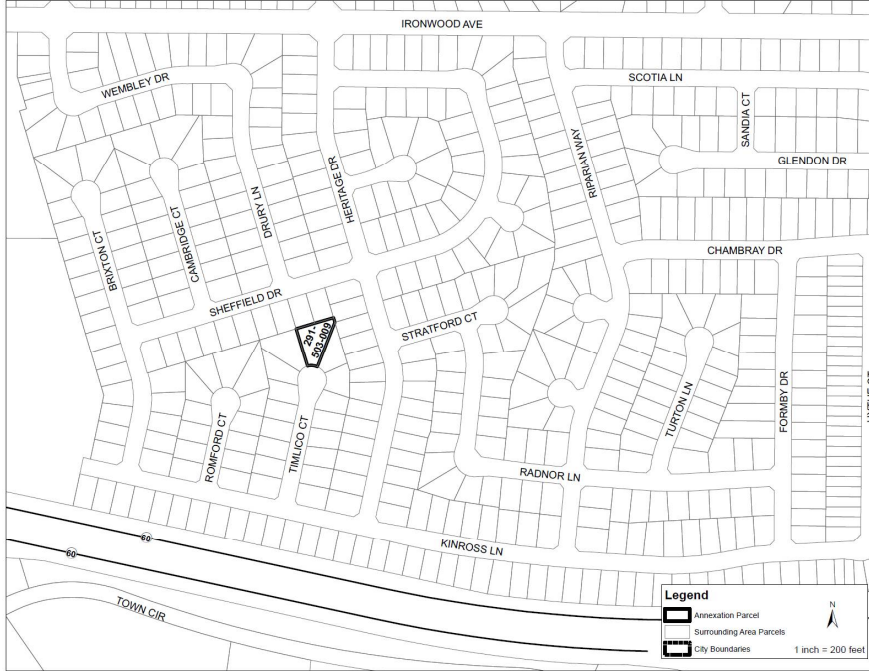 IRONWOOD AVE
SCOTIA LN
WEMBLEY DR
SANDIA CT
GLENDON DR
RIPARIAN WAY
HERITAGE DR
DRURY LN
CAMBRIDGE CT
BRIXTON CT
CHAMBRAY DR
SHEFFIELD DR
STRATFORD CT
291-
503-009
FORMBY DR
TURTON LN
ROMFORD CT
TIMLICO CT
RADNOR LN
KINROSS LN
60
60
TOWN CIR
Legend
Annexation Parcel
Surrounding Area Parcels
City Boundaries
N
1 inch = 200 feet